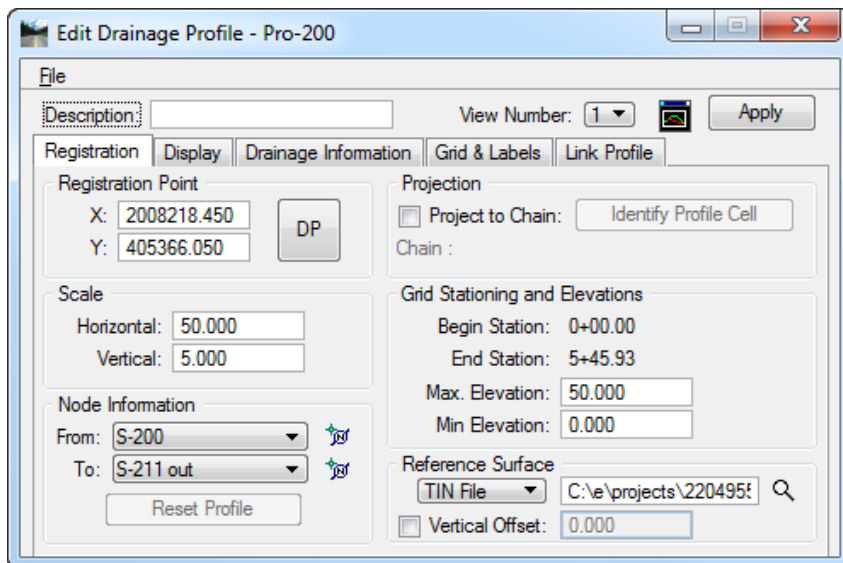 Edit Drainage Profile - Pro-200
File
Description: View Number: 1 Apply
Registration Display Drainage Information Grid & Labels Link Profile
Registration Point
X: 2008218.450
DP
Y: 405366.050
Projection
Project to Chain: Identify Profile Cell
Chain :
Scale
Horizontal: 50.000
Vertical: 5.000
Grid Stationing and Elevations
Begin Station: 0+00.00
End Station: 5+45.93
Max. Elevation: 50.000
Min Elevation: 0.000
Node Information
From: S-200
To: S-211 out
Reset Profile
Reference Surface
TIN File C:\e\projects\2204955
Vertical Offset: 0.000